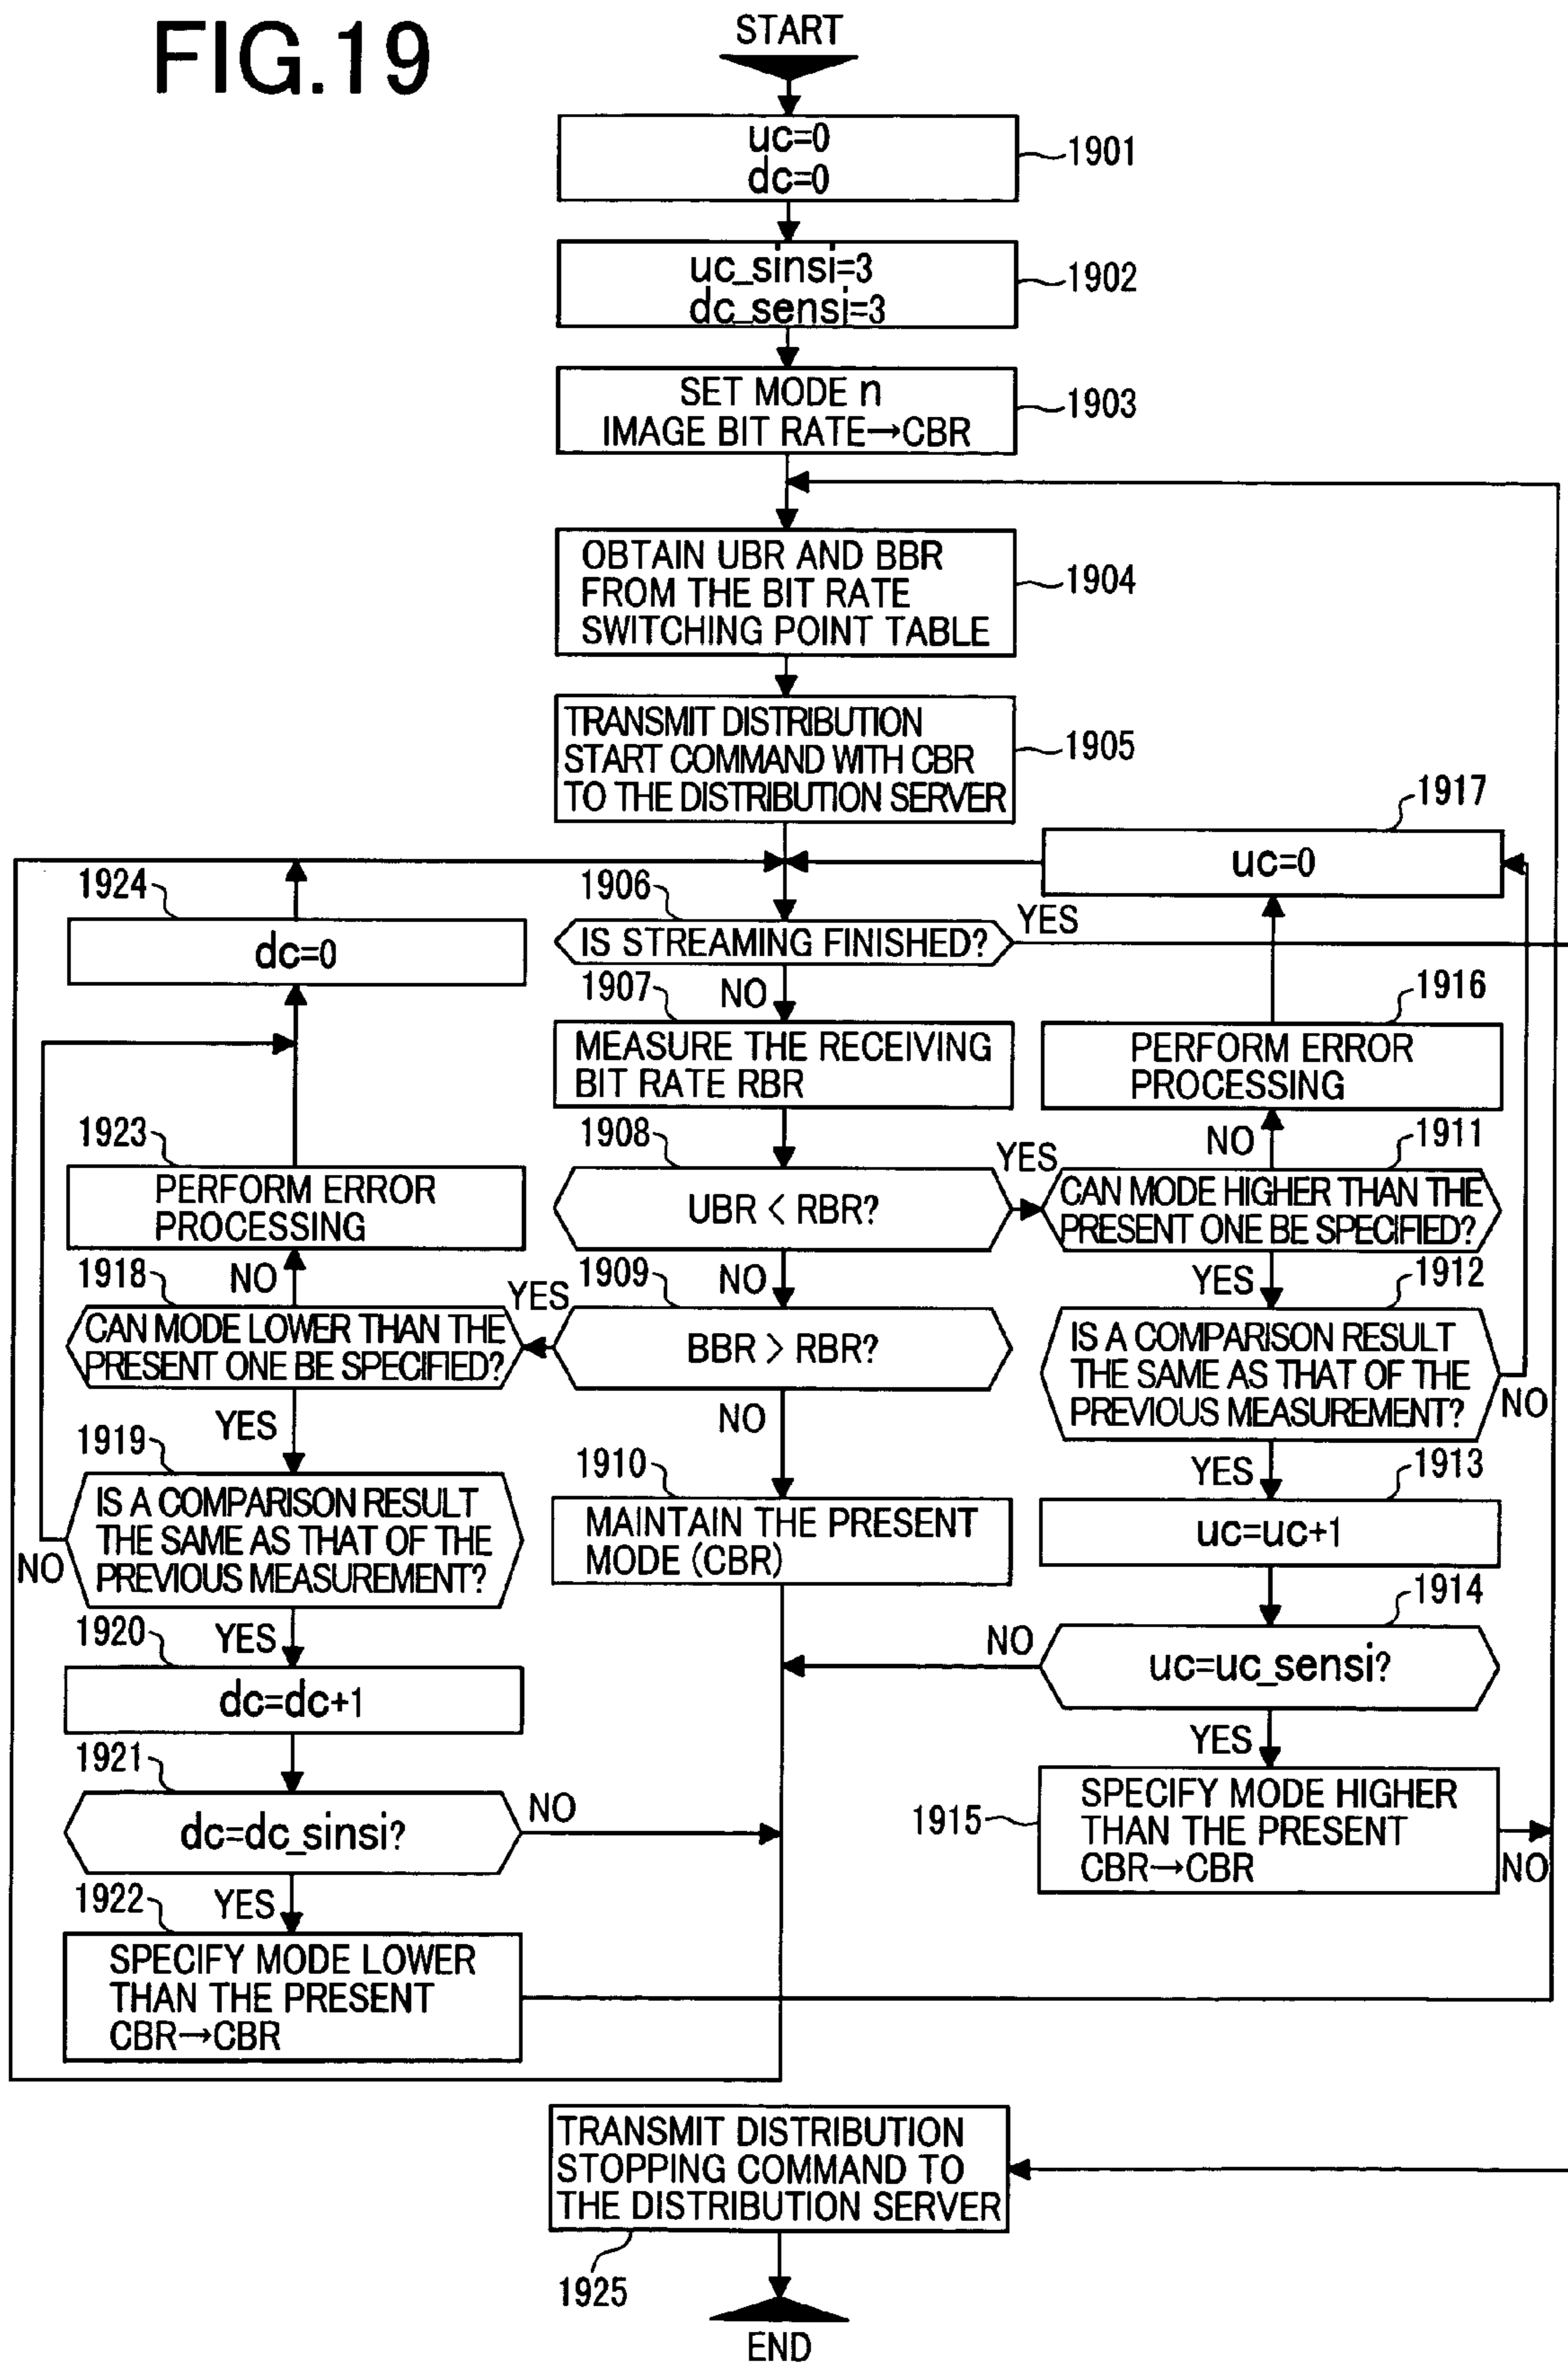 FIG.19
START
uc=0
dc=0
1901
uc_sinsi=3
dc_sensi=3
1902
SET MODE n
IMAGE BIT RATE→CBR
1903
OBTAIN UBR AND BBR
FROM THE BIT RATE
SWITCHING POINT TABLE
1904
TRANSMIT DISTRIBUTION
START COMMAND WITH CBR
TO THE DISTRIBUTION SERVER
1905
1917
uc=0
1924
dc=0
1906
IS STREAMING FINISHED?
YES
NO
1907
MEASURE THE RECEIVING
BIT RATE RBR
1916
PERFORM ERROR
PROCESSING
1923
PERFORM ERROR
PROCESSING
1908
UBR < RBR?
YES
NO
1911
CAN MODE HIGHER THAN THE
PRESENT ONE BE SPECIFIED?
NO
YES
1918
CAN MODE LOWER THAN THE
PRESENT ONE BE SPECIFIED?
NO
YES
1909
BBR > RBR?
YES
NO
1912
IS A COMPARISON RESULT
THE SAME AS THAT OF THE
PREVIOUS MEASUREMENT?
NO
YES
1919
IS A COMPARISON RESULT
THE SAME AS THAT OF THE
PREVIOUS MEASUREMENT?
NO
YES
1910
MAINTAIN THE PRESENT
MODE (CBR)
1913
uc=uc+1
1914
uc=uc_sensi?
NO
YES
1920
dc=dc+1
1921
dc=dc_sinsi?
NO
YES
1915
SPECIFY MODE HIGHER
THAN THE PRESENT
CBR→CBR
NO
1922
SPECIFY MODE LOWER
THAN THE PRESENT
CBR→CBR
TRANSMIT DISTRIBUTION
STOPPING COMMAND TO
THE DISTRIBUTION SERVER
1925
END